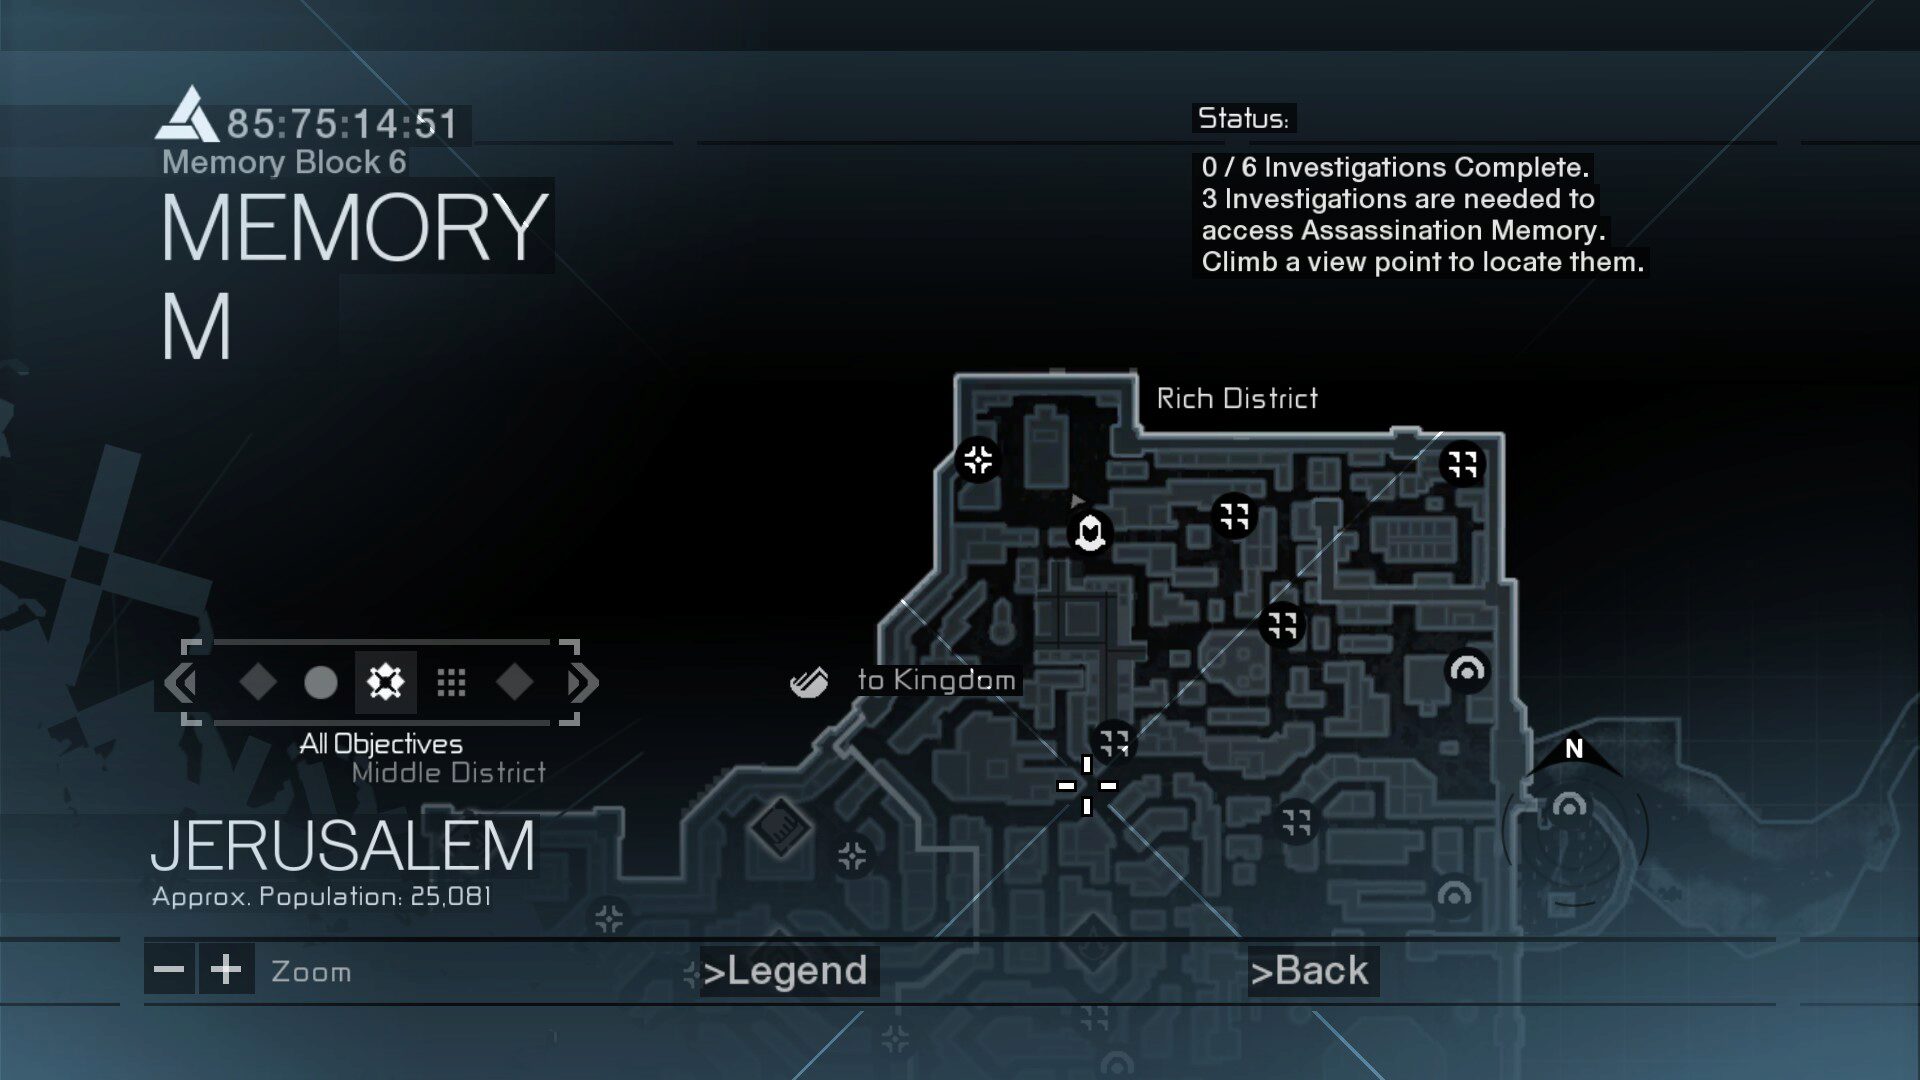 85:75:14:51
Memory Block 6
MEMORY
M
Status:
0 / 6 Investigations Complete.
3 Investigations are needed to
access Assassination Memory.
Climb a view point to locate them.
Rich District
to Kingdom
N
All Objectives
Middle District
JERUSALEM
Approx. Population: 25,081
Zoom
>Legend
>Back